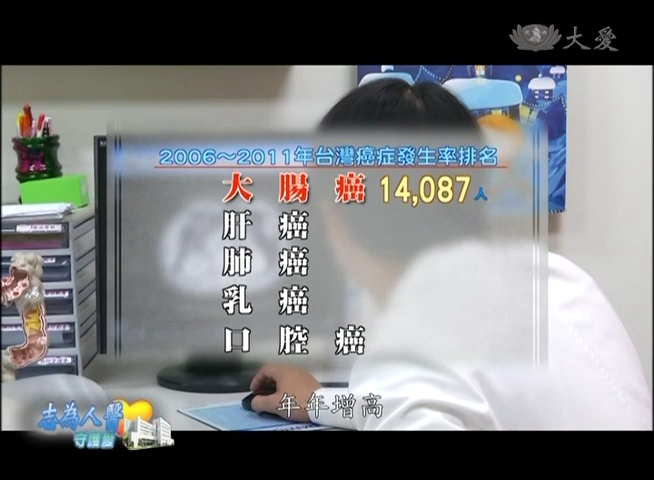 大愛
2006～2011年台灣癌症發生率排名
大腸癌 14,087人
肝癌
肺癌
乳癌
口腔癌
年年增高
志為人醫
守護愛